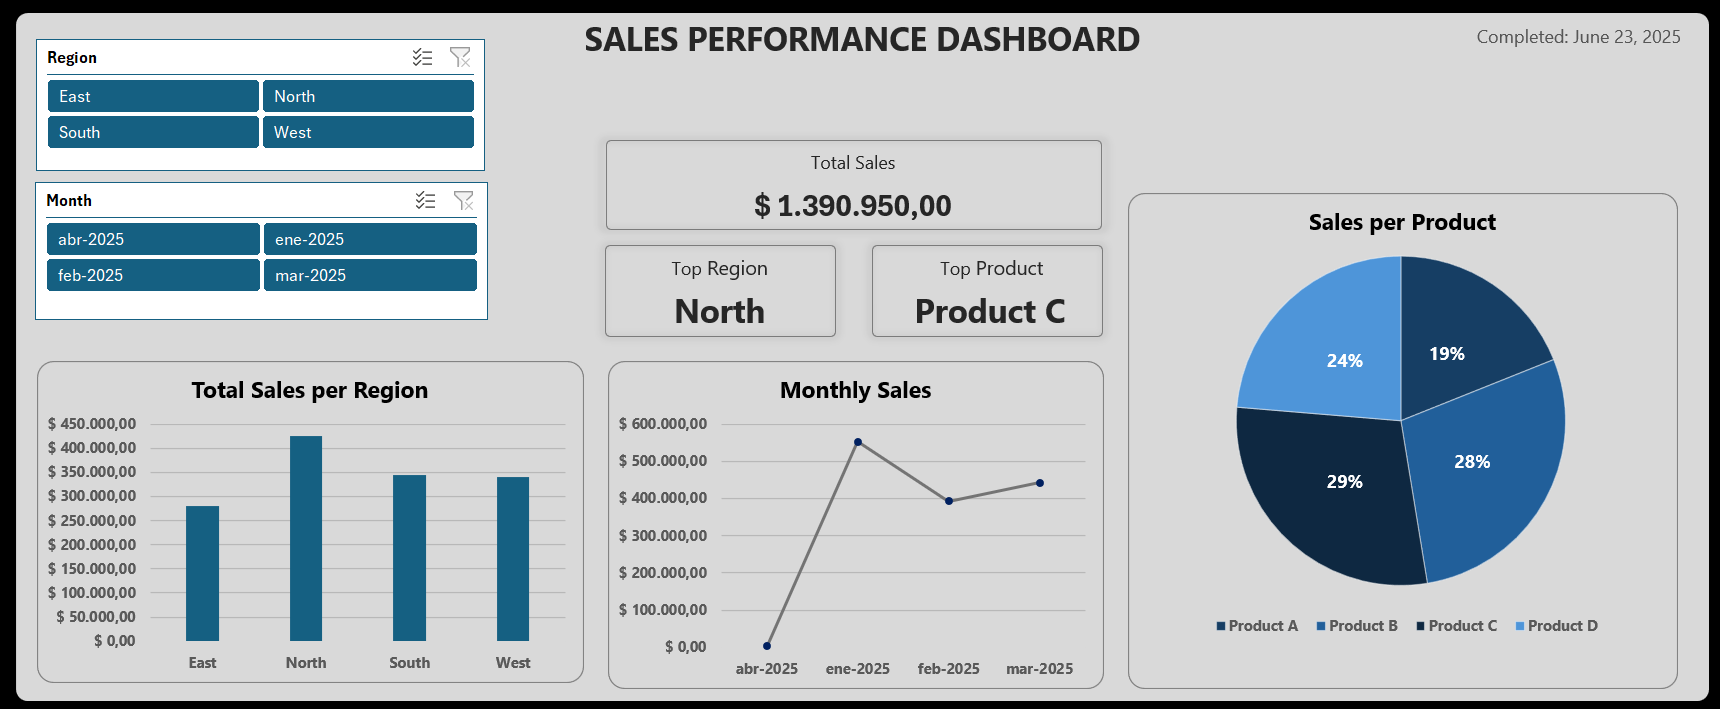 SALES PERFORMANCE DASHBOARD
Completed: June 23, 2025
Region
East
North
South
West
Month
abr-2025
ene-2025
feb-2025
mar-2025
Total Sales
$ 1.390.950,00
Top Region
North
Top Product
Product C
Total Sales per Region
$ 450.000,00
$ 400.000,00
$ 350.000,00
$ 300.000,00
$ 250.000,00
$ 200.000,00
$ 150.000,00
$ 100.000,00
$ 50.000,00
$ 0,00
East North South West
Monthly Sales
$ 600.000,00
$ 500.000,00
$ 400.000,00
$ 300.000,00
$ 200.000,00
$ 100.000,00
$ 0,00
abr-2025 ene-2025 feb-2025 mar-2025
Sales per Product
19%
24%
28%
29%
Product A Product B Product C Product D